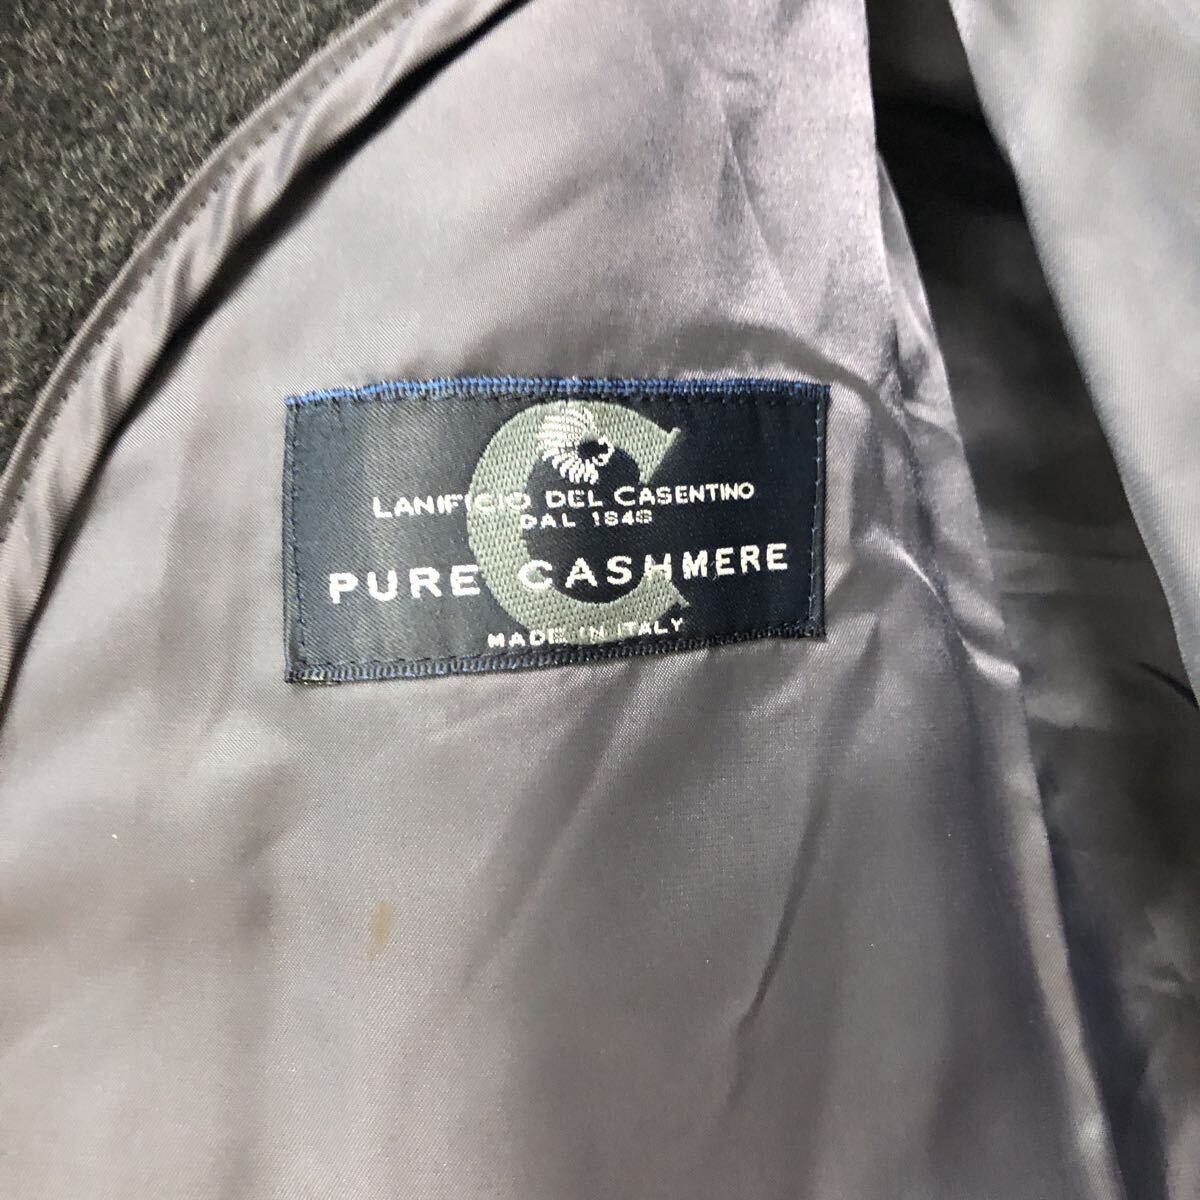 C
LANIFICIO DEL CASENTINO
DAL 1848
PURE CASHMERE
MADE IN ITALY